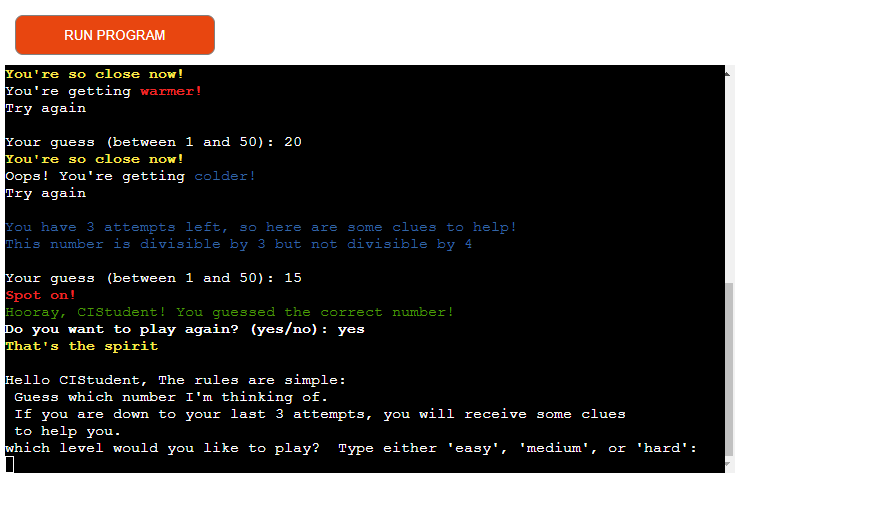 RUN PROGRAM
You're so close now!
You're getting warmer!
Try again
Your guess (between 1 and 50): 20
You're so close now!
Oops! You're getting colder!
Try again
You have 3 attempts left, so here are some clues to help!
This number is divisible by 3 but not divisible by 4
Your guess (between 1 and 50): 15
Spot on!
Hooray, CIStudent! You guessed the correct number!
Do you want to play again? (yes/no): yes
That's the spirit
Hello CIStudent, The rules are simple:
Guess which number I'm thinking of.
If you are down to your last 3 attempts, you will receive some clues
to help you.
which level would you like to play?  Type either 'easy', 'medium', or 'hard':